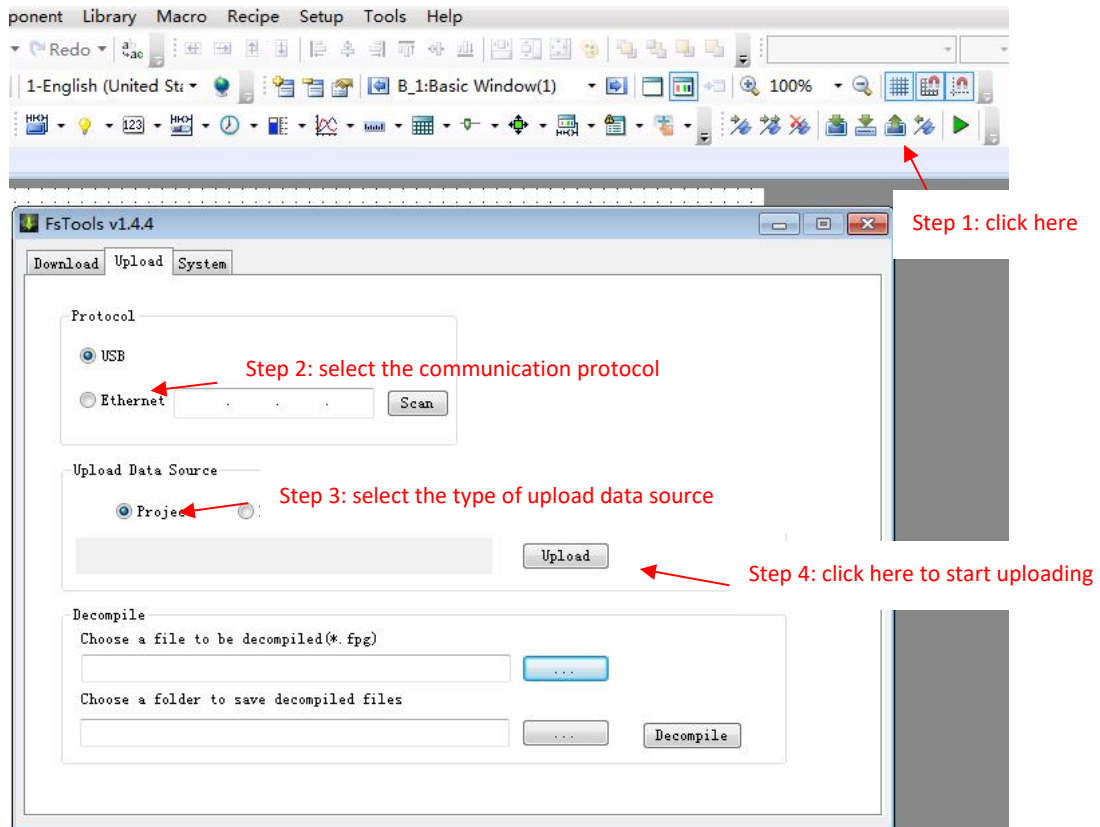 ponent Library Macro Recipe Setup Tools Help
Redo
1-English (United Sta B_1:Basic Window(1) 100%
123
FsTools v1.4.4
Step 1: click here
Download Upload System
Protocol
USB
Step 2: select the communication protocol
Ethernet . . . Scan
Upload Data Source
Step 3: select the type of upload data source
Projec
Upload
Step 4: click here to start uploading
Decompile
Choose a file to be decompiled(*.fpg)
...
Choose a folder to save decompiled files
... Decompile